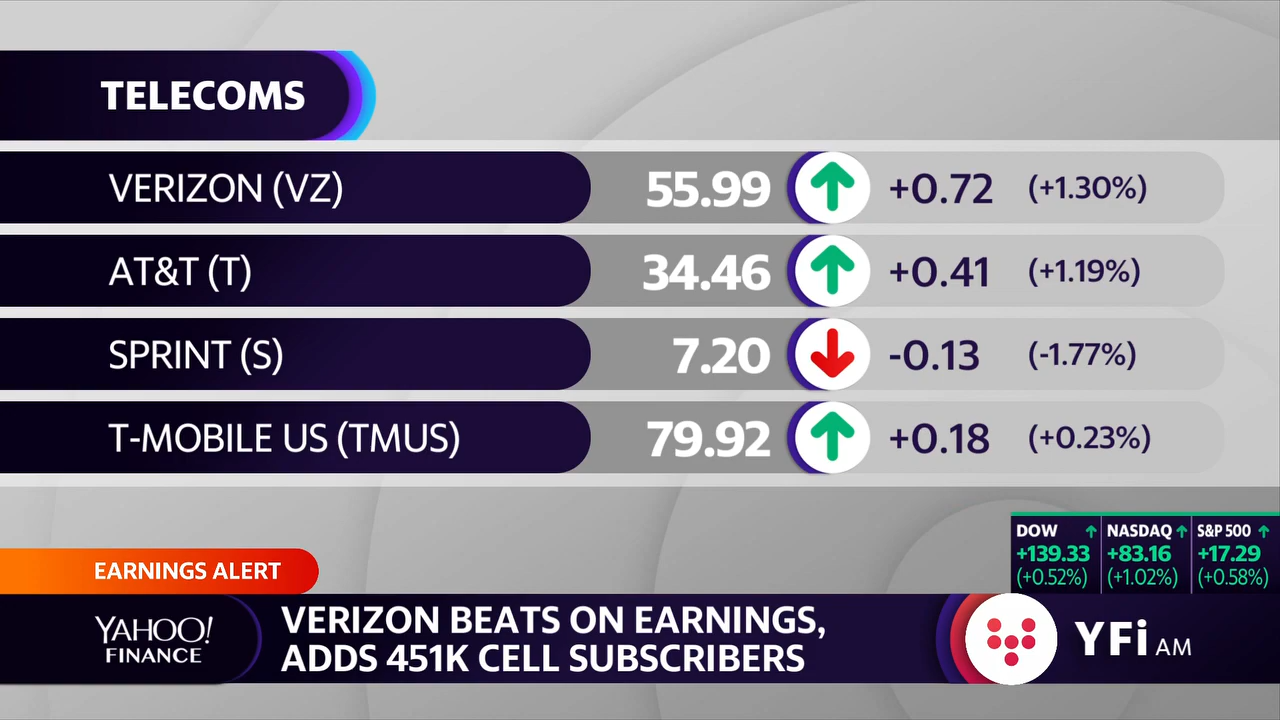 TELECOMS
VERIZON (VZ) 55.99 +0.72 (+1.30%)
AT&T (T) 34.46 +0.41 (+1.19%)
SPRINT (S) 7.20 -0.13 (-1.77%)
T-MOBILE US (TMUS) 79.92 +0.18 (+0.23%)
DOW NASDAQ S&P 500
+139.33 +83.16 +17.29
(+0.52%) (+1.02%) (+0.58%)
EARNINGS ALERT
YAHOO!
FINANCE
VERIZON BEATS ON EARNINGS,
ADDS 451K CELL SUBSCRIBERS
YFi AM